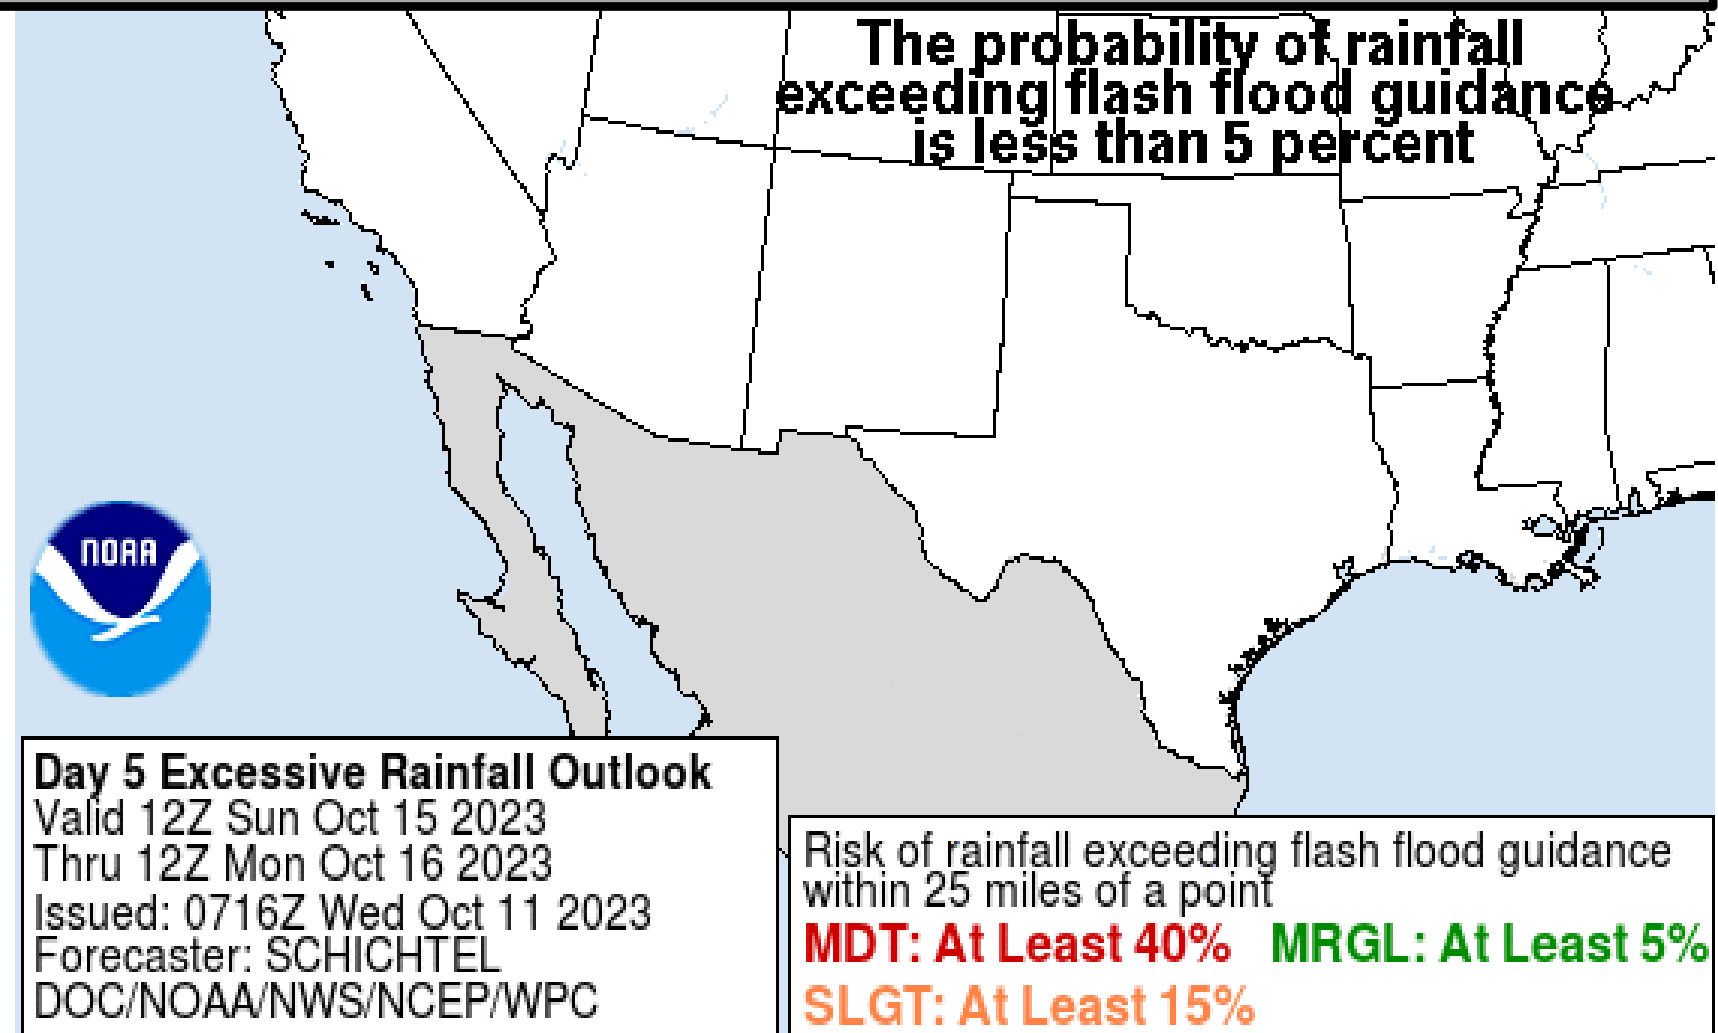 The probability of rainfall
exceeding flash flood guidance
is less than 5 percent
NOAA
Day 5 Excessive Rainfall Outlook
Valid 12Z Sun Oct 15 2023
Thru 12Z Mon Oct 16 2023
Issued: 0716Z Wed Oct 11 2023
Forecaster: SCHICHTEL
DOC/NOAA/NWS/NCEP/WPC
Risk of rainfall exceeding flash flood guidance
within 25 miles of a point
MDT: At Least 40% MRGL: At Least 5%
SLGT: At Least 15%